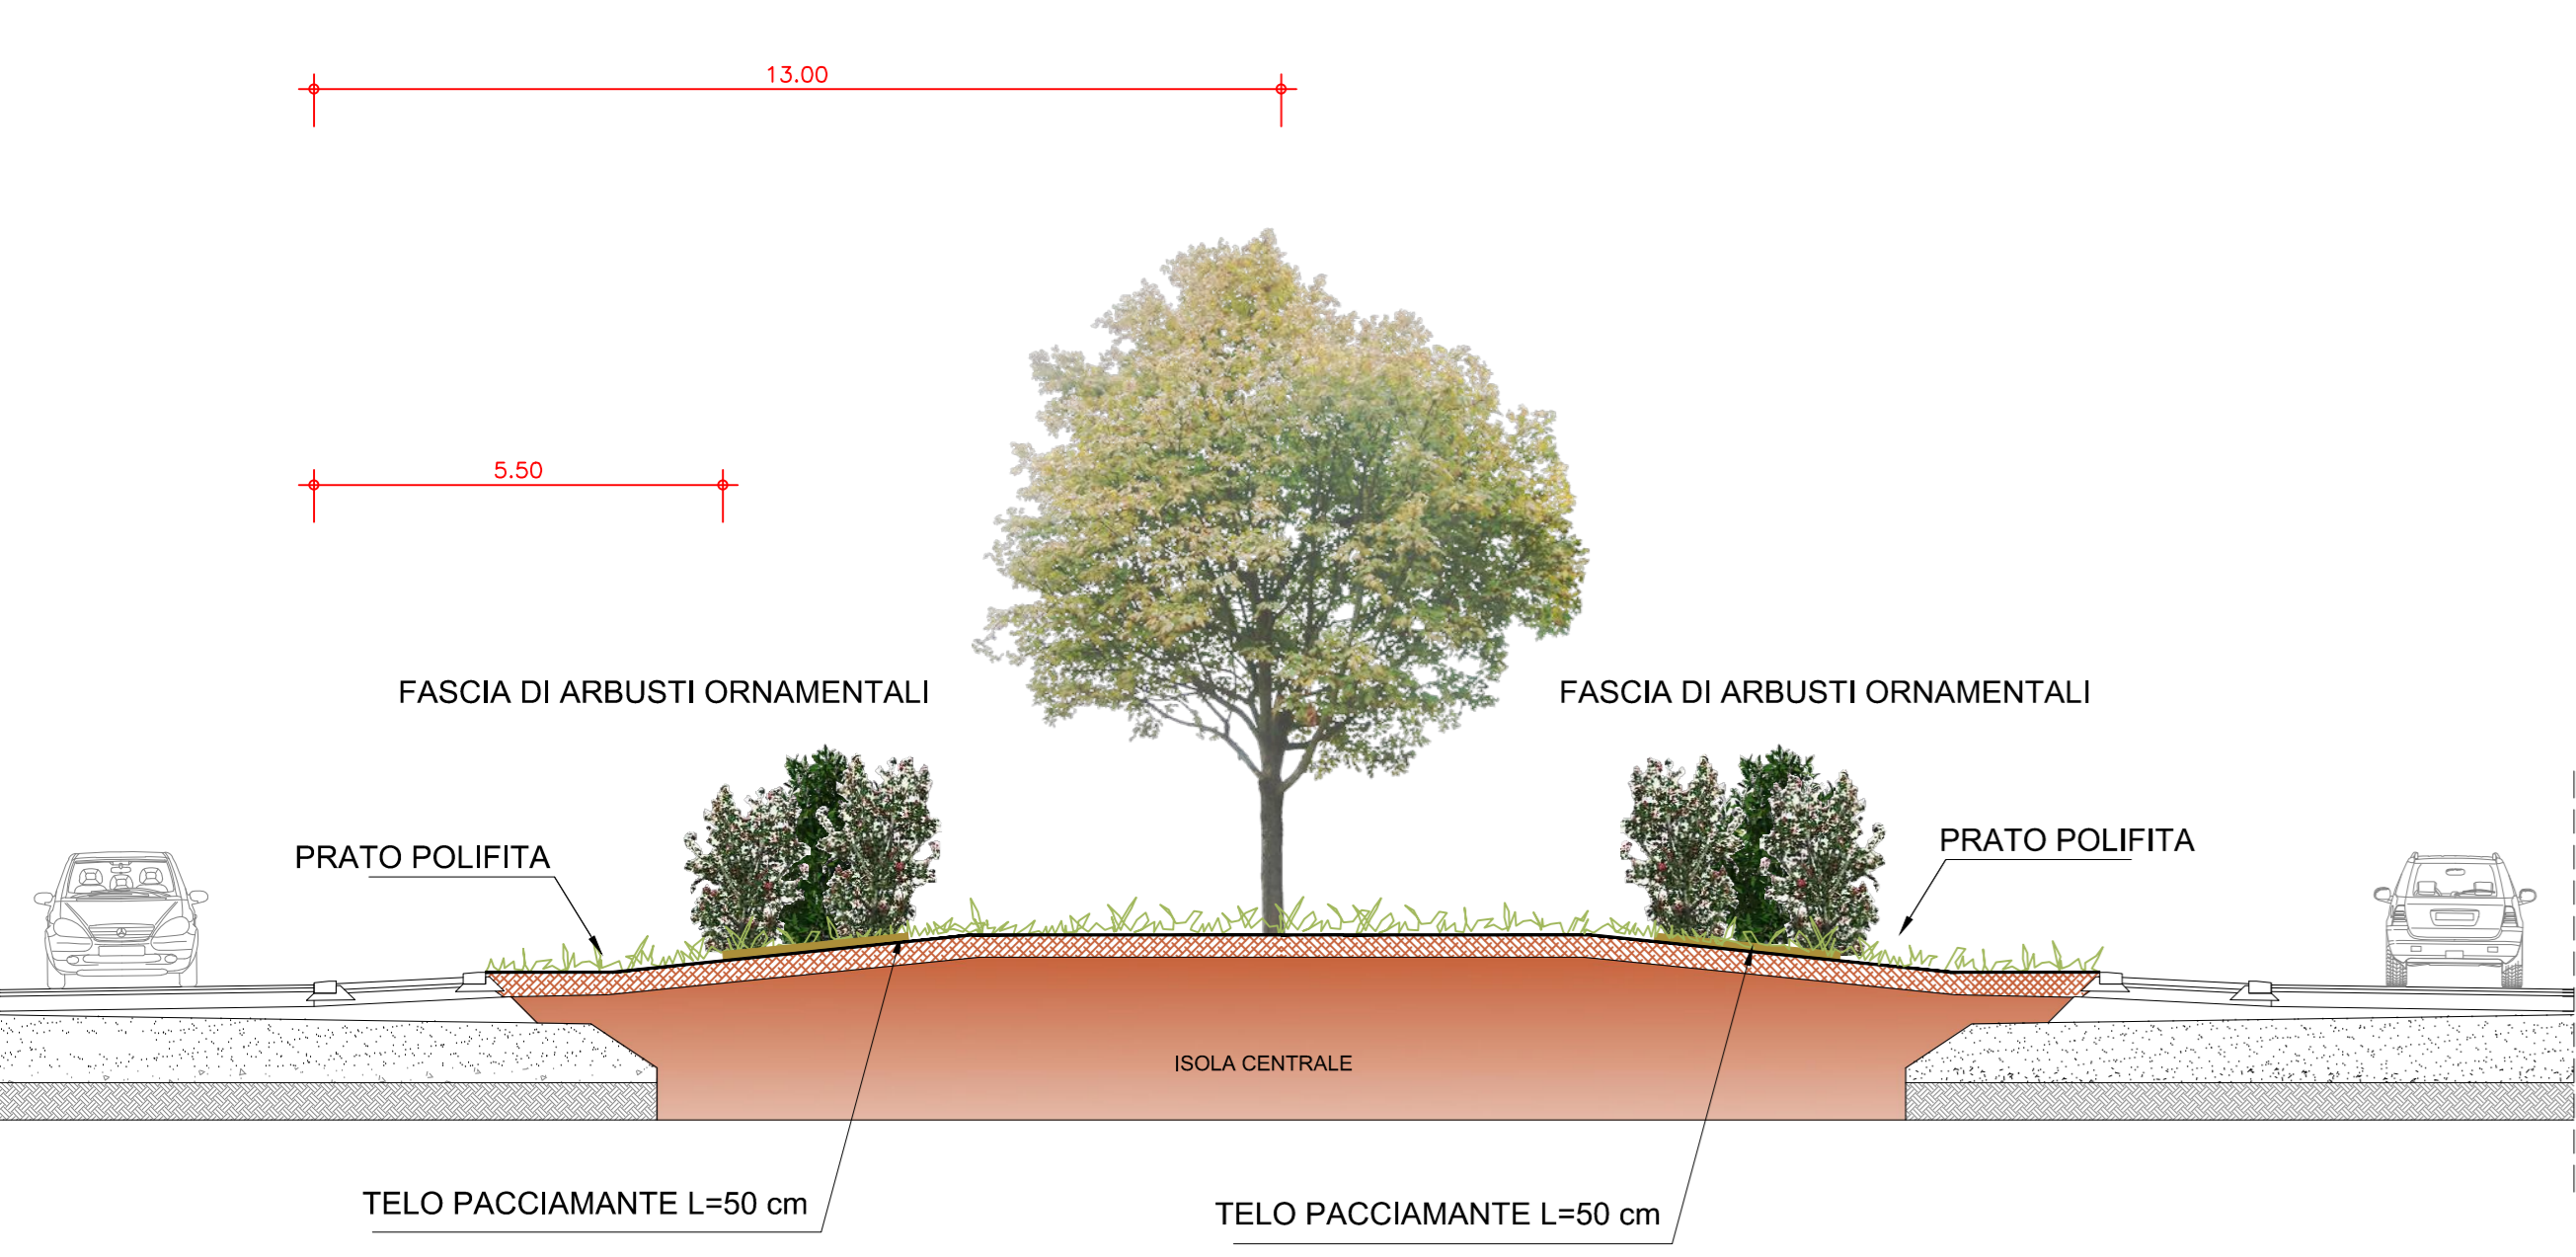 13.00
5.50
FASCIA DI ARBUSTI ORNAMENTALI
FASCIA DI ARBUSTI ORNAMENTALI
PRATO POLIFITA
PRATO POLIFITA
ISOLA CENTRALE
TELO PACCIAMANTE L=50 cm
TELO PACCIAMANTE L=50 cm